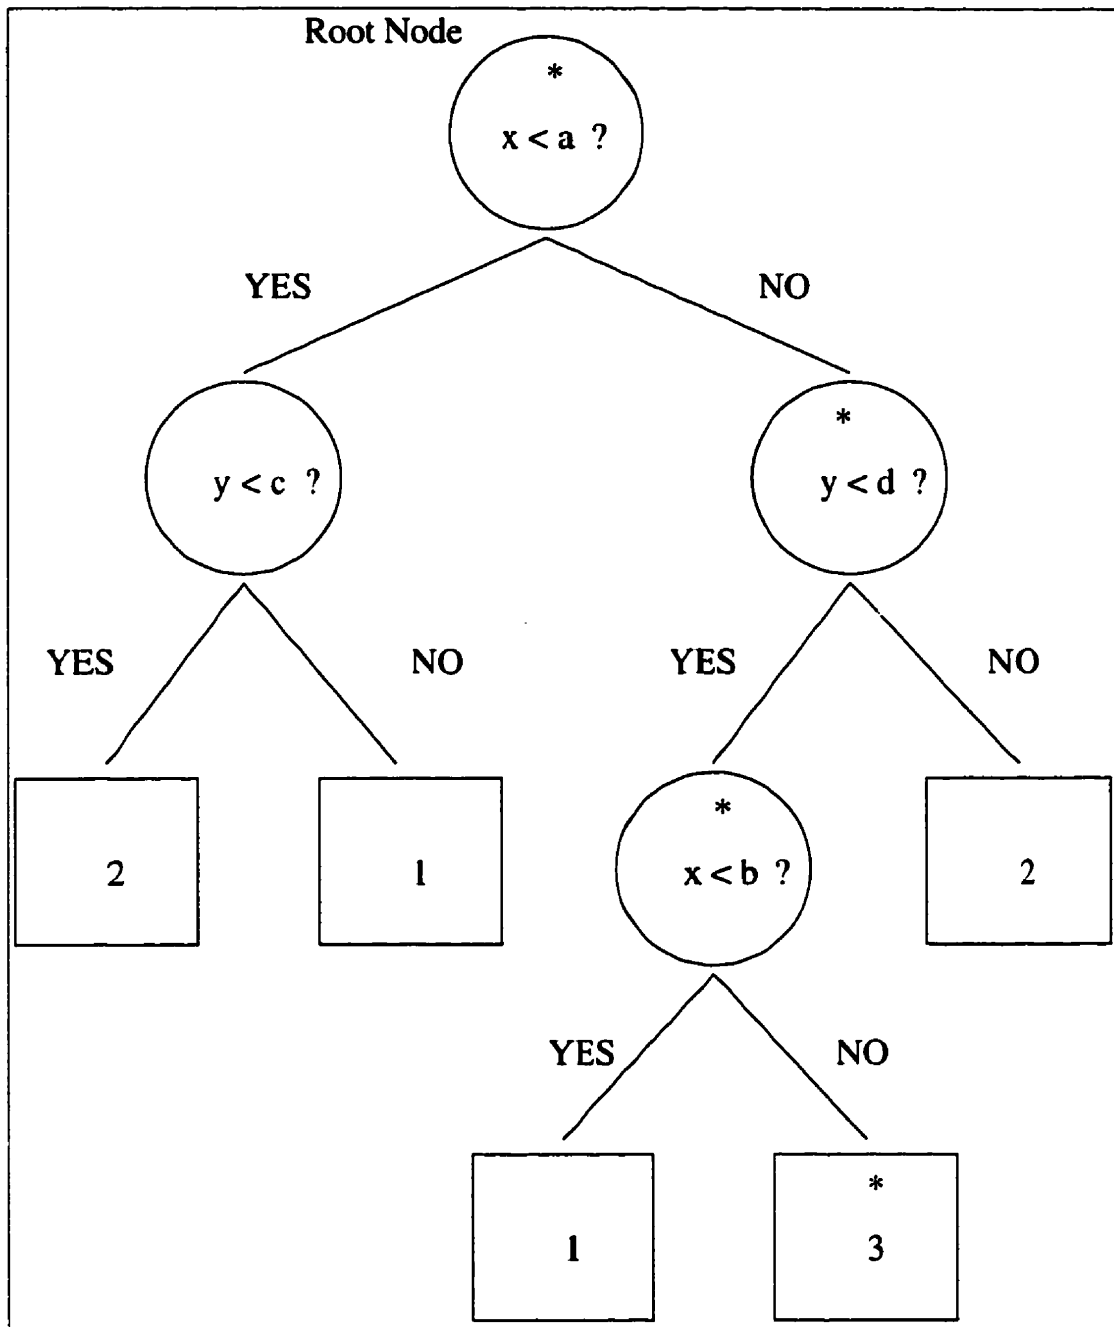 Root Node
*
x < a ?
YES
NO
*
y < c ?
y < d ?
YES
NO
YES
NO
*
2
1
x < b ?
2
YES
NO
*
1
3